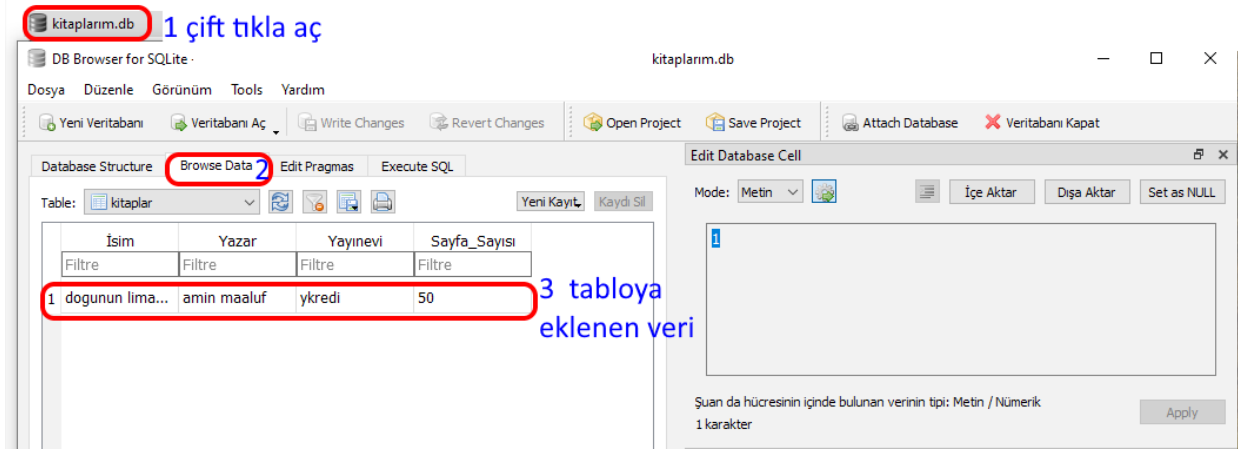 kitaplarım.db 1 çift tıkla aç
DB Browser for SQLite · kitaplarım.db
Dosya Düzenle Görünüm Tools Yardım
Yeni Veritabanı Veritabanı Aç Write Changes Revert Changes Open Project Save Project Attach Database Veritabanı Kapat
Database Structure Browse Data 2 Edit Pragmas Execute SQL
Table: kitaplar Yeni Kayıt Kaydı Sil
İsim Yazar Yayınevi Sayfa_Sayısı
Filtre Filtre Filtre Filtre
1 dogunun lima... amin maaluf ykredi 50
3 tabloya
eklenen veri
Edit Database Cell
Mode: Metin İçe Aktar Dışa Aktar Set as NULL
1
Şuan da hücresinin içinde bulunan verinin tipi: Metin / Nümerik
1 karakter
Apply